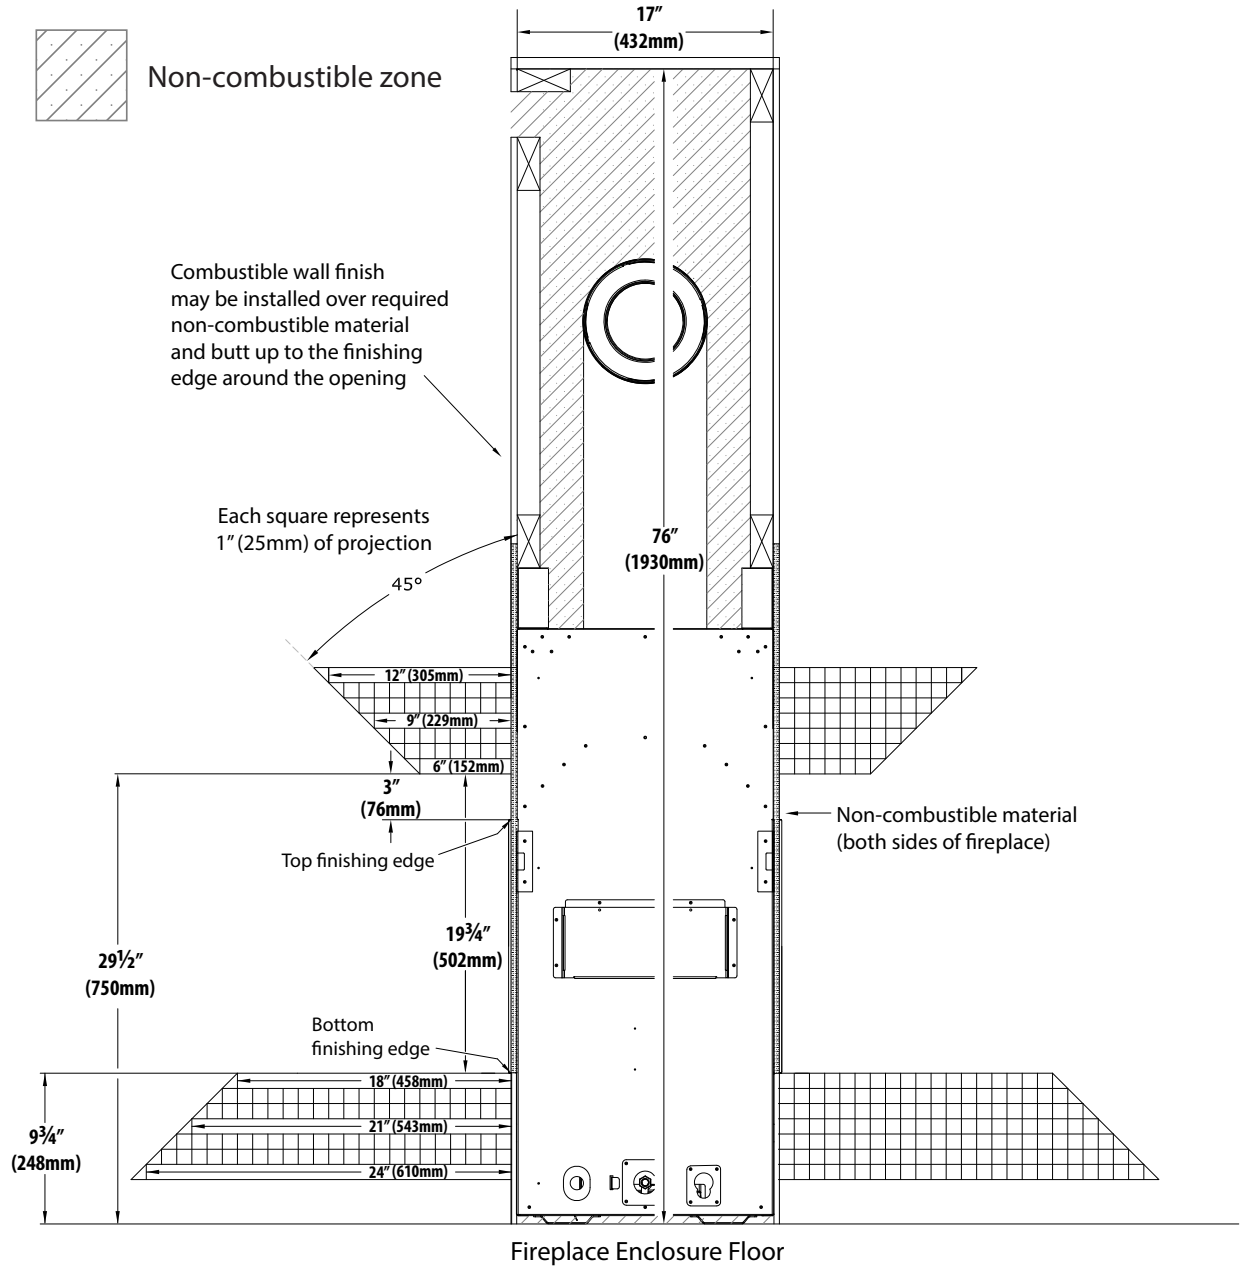 17"
(432mm)
Non-combustible zone
Combustible wall finish
may be installed over required
non-combustible material
and butt up to the finishing
edge around the opening
Each square represents
1" (25mm) of projection
45°
76"
(1930mm)
12" (305mm)
9" (229mm)
6" (152mm)
3"
(76mm)
Non-combustible material
(both sides of fireplace)
Top finishing edge
19¾"
(502mm)
29½"
(750mm)
Bottom
finishing edge
18" (458mm)
21" (543mm)
24" (610mm)
9¾"
(248mm)
Fireplace Enclosure Floor